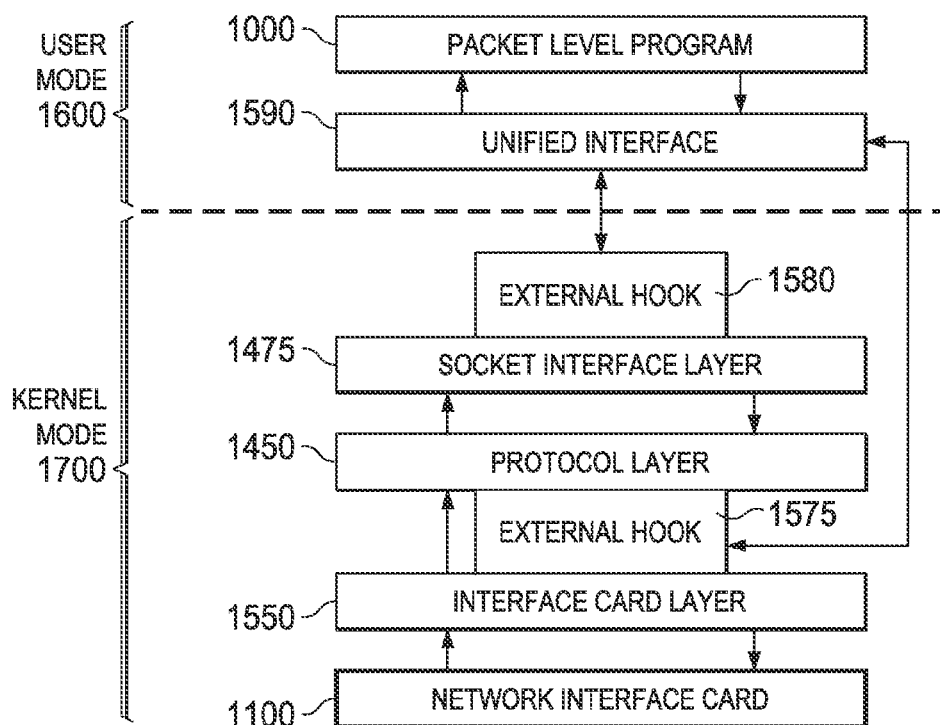 USER
MODE
1600
1000
PACKET LEVEL PROGRAM
1590
UNIFIED INTERFACE
KERNEL
MODE
1700
EXTERNAL HOOK
1580
1475
SOCKET INTERFACE LAYER
1450
PROTOCOL LAYER
EXTERNAL HOOK
1575
1550
INTERFACE CARD LAYER
1100
NETWORK INTERFACE CARD